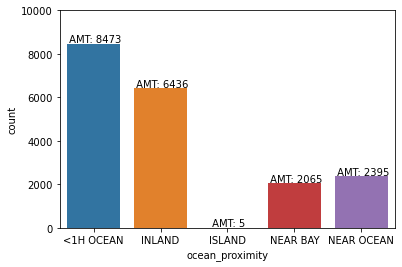 10000
8000
6000
4000
2000
0
count
AMT: 8473
AMT: 6436
AMT: 5
AMT: 2065
AMT: 2395
<1H OCEAN INLAND ISLAND NEAR BAY NEAR OCEAN
ocean_proximity